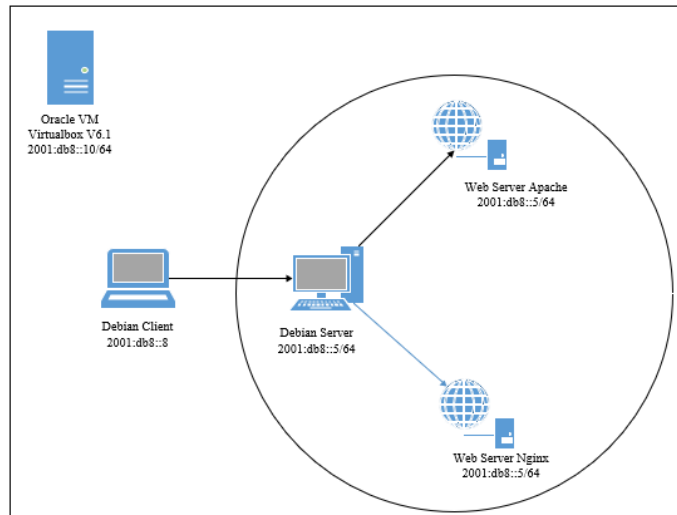 Oracle VM
Virtualbox V6.1
2001:db8::10/64
Web Server Apache
2001:db8::5/64
Debian Client
2001:db8::8
Debian Server
2001:db8::5/64
Web Server Nginx
2001:db8::5/64